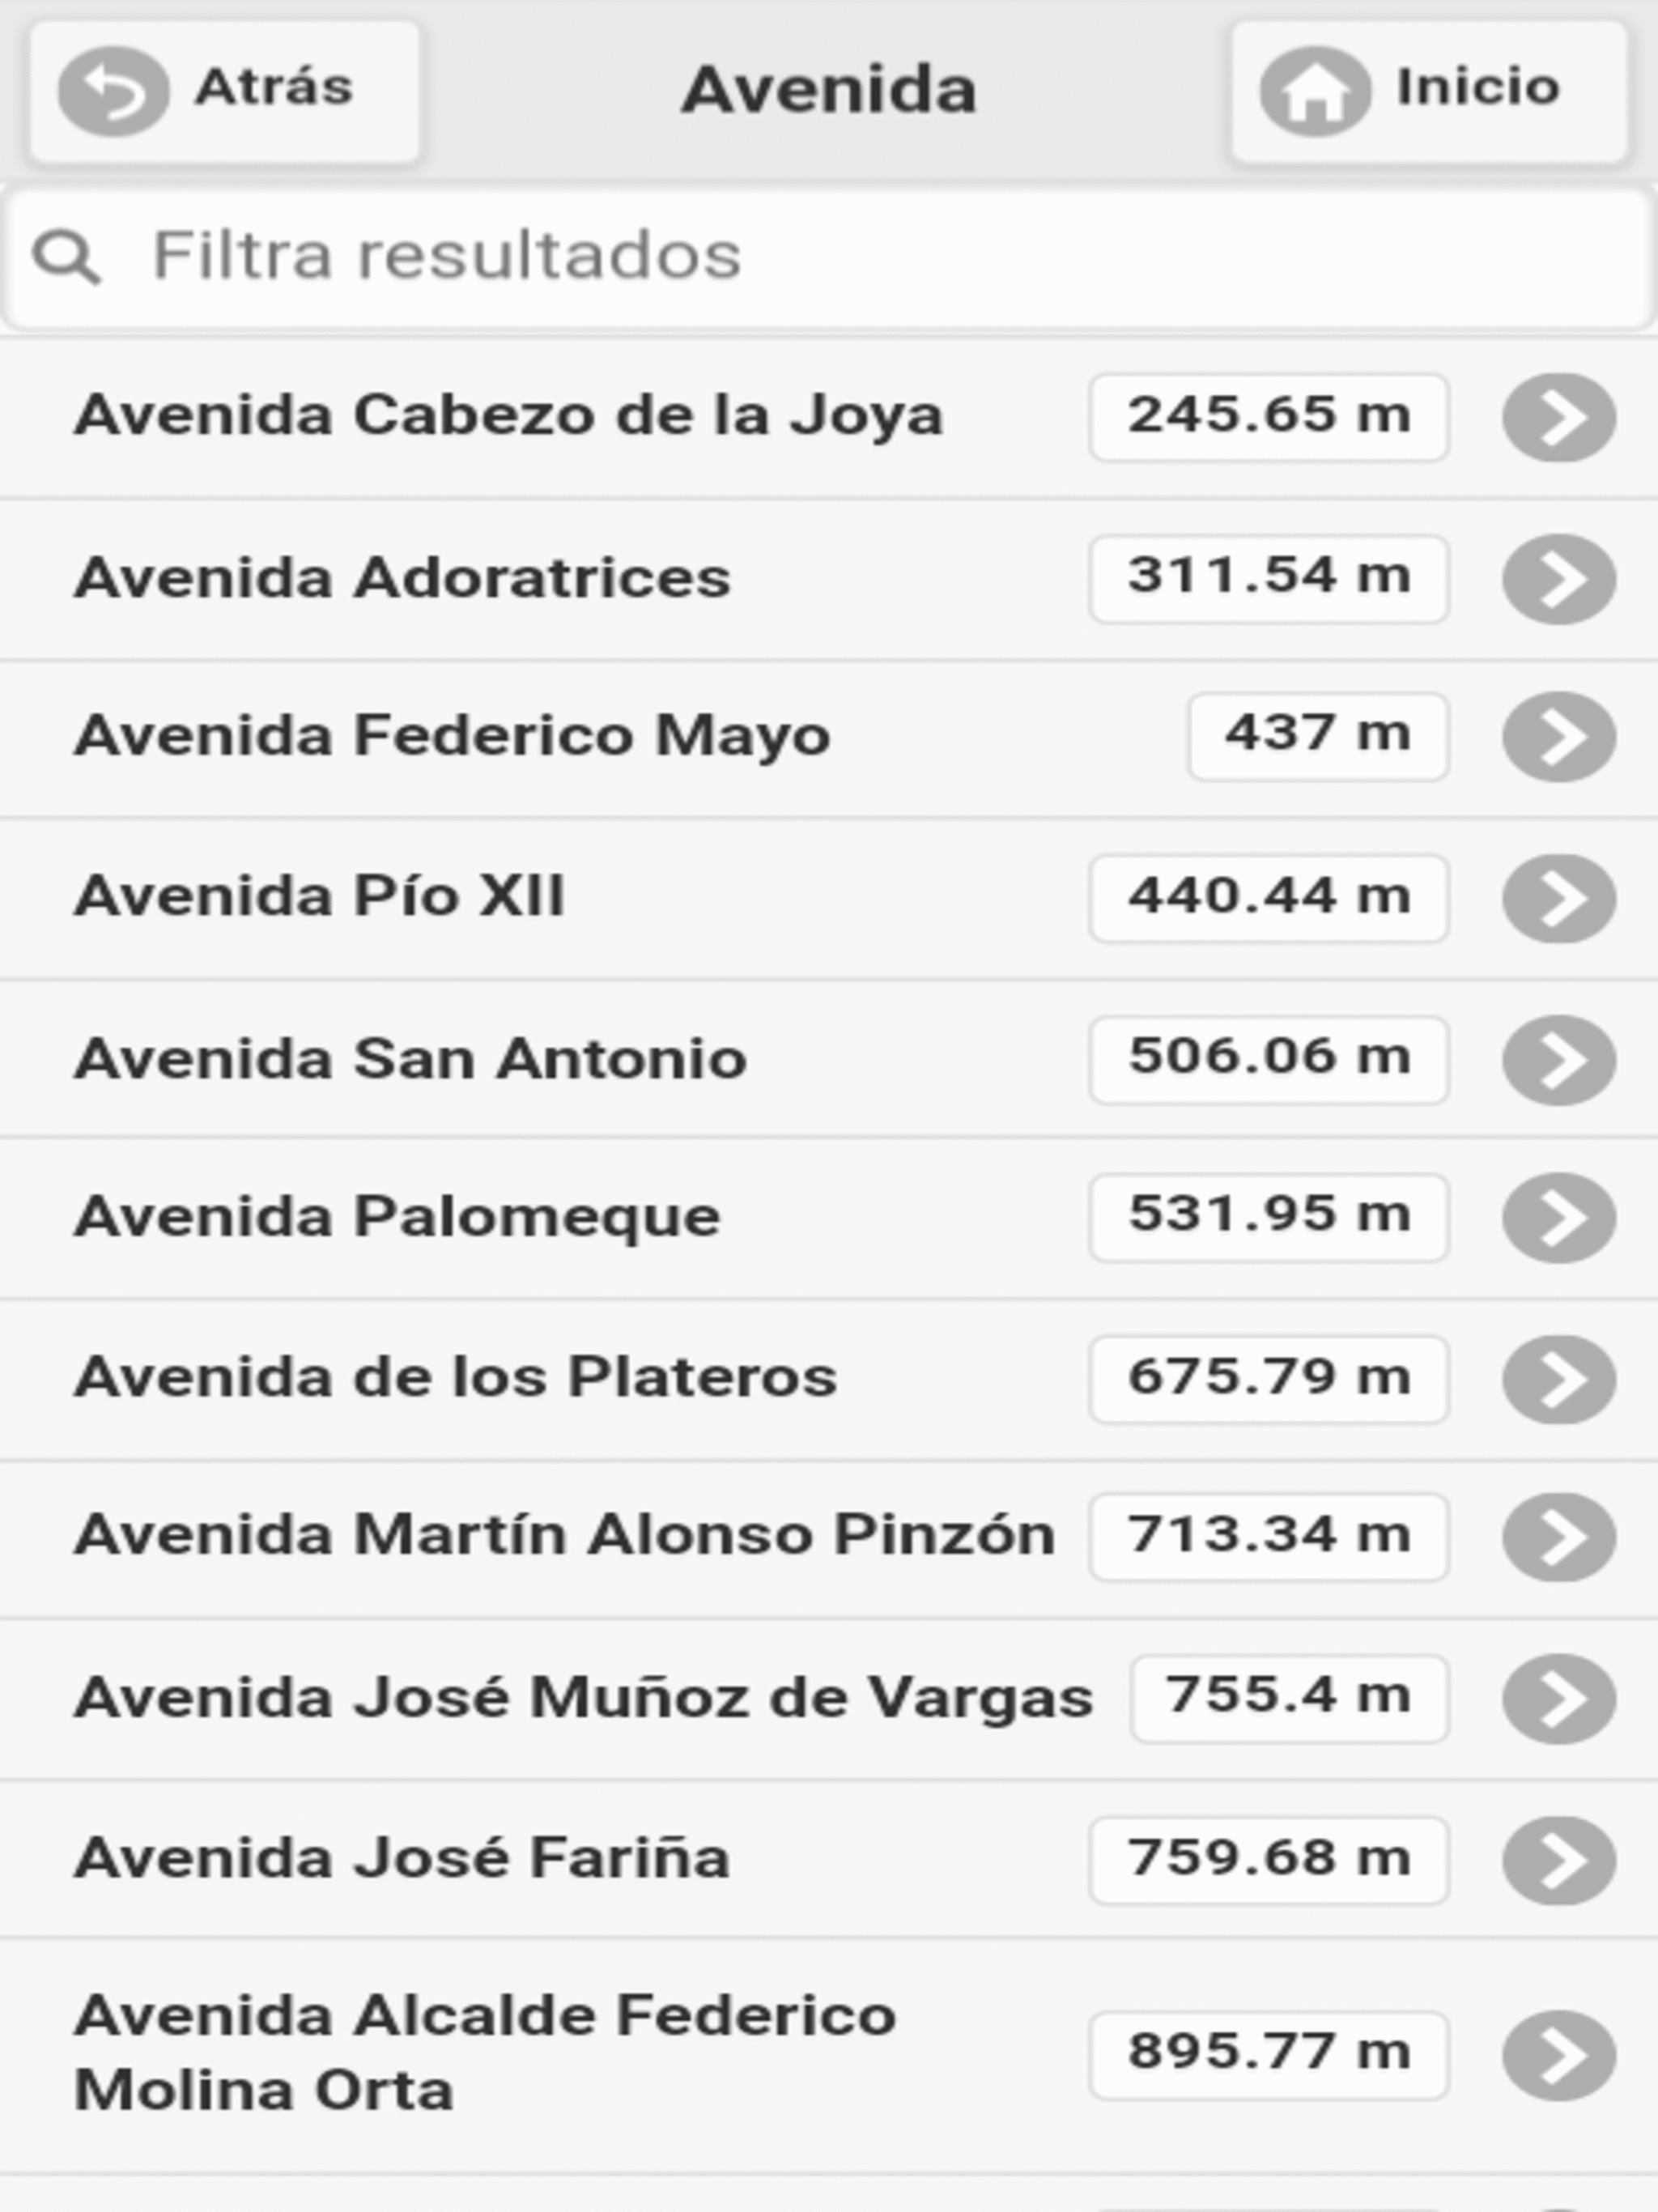 Atrás
Avenida
Inicio
Filtra resultados
Avenida Cabezo de la Joya 245.65 m
Avenida Adoratrices 311.54 m
Avenida Federico Mayo 437 m
Avenida Pío XII 440.44 m
Avenida San Antonio 506.06 m
Avenida Palomeque 531.95 m
Avenida de los Plateros 675.79 m
Avenida Martín Alonso Pinzón 713.34 m
Avenida José Muñoz de Vargas 755.4 m
Avenida José Fariña 759.68 m
Avenida Alcalde Federico
Molina Orta 895.77 m